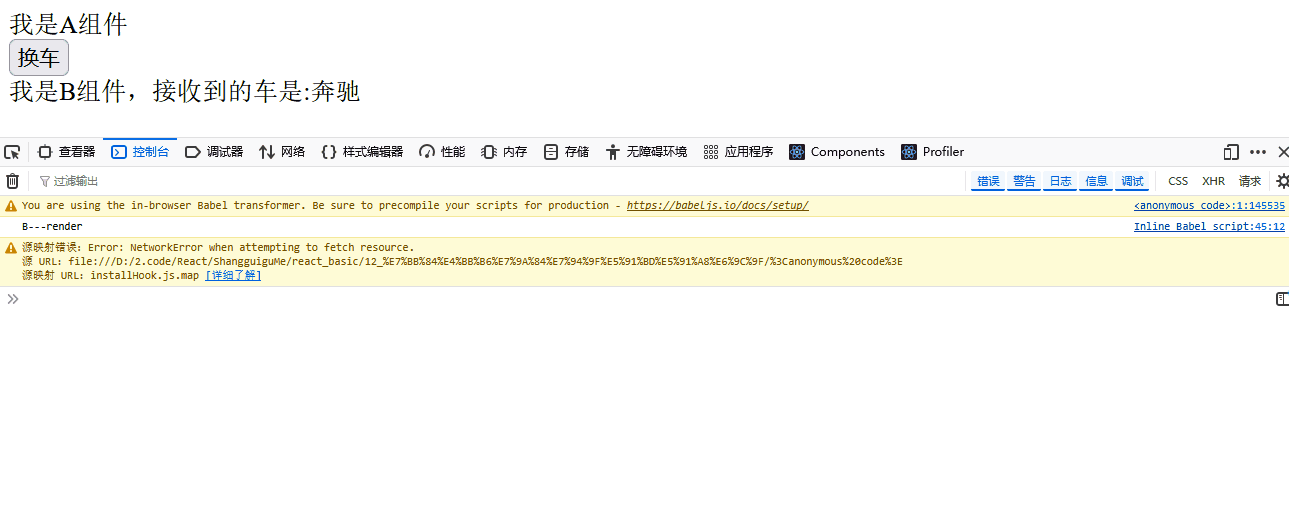 我是A组件
换车
我是B组件，接收到的车是:奔驰
查看器 控制台 调试器 网络 样式编辑器 性能 内存 存储 无障碍环境 应用程序 Components Profiler
过滤输出 错误 警告 日志 信息 调试 CSS XHR 请求
You are using the in-browser Babel transformer. Be sure to precompile your scripts for production - https://babeljs.io/docs/setup/ <anonymous code>:1:145535
B---render Inline Babel script:45:12
源映射错误：Error: NetworkError when attempting to fetch resource.
源 URL：file:///D:/2.code/React/ShangguiguMe/react_basic/12_%E7%BB%84%E4%BB%B6%E7%9A%84%E7%94%9F%E5%91%BD%E5%91%A8%E6%9C%9F/%3Canonymous%20code%3E
源映射 URL：installHook.js.map [详细了解]